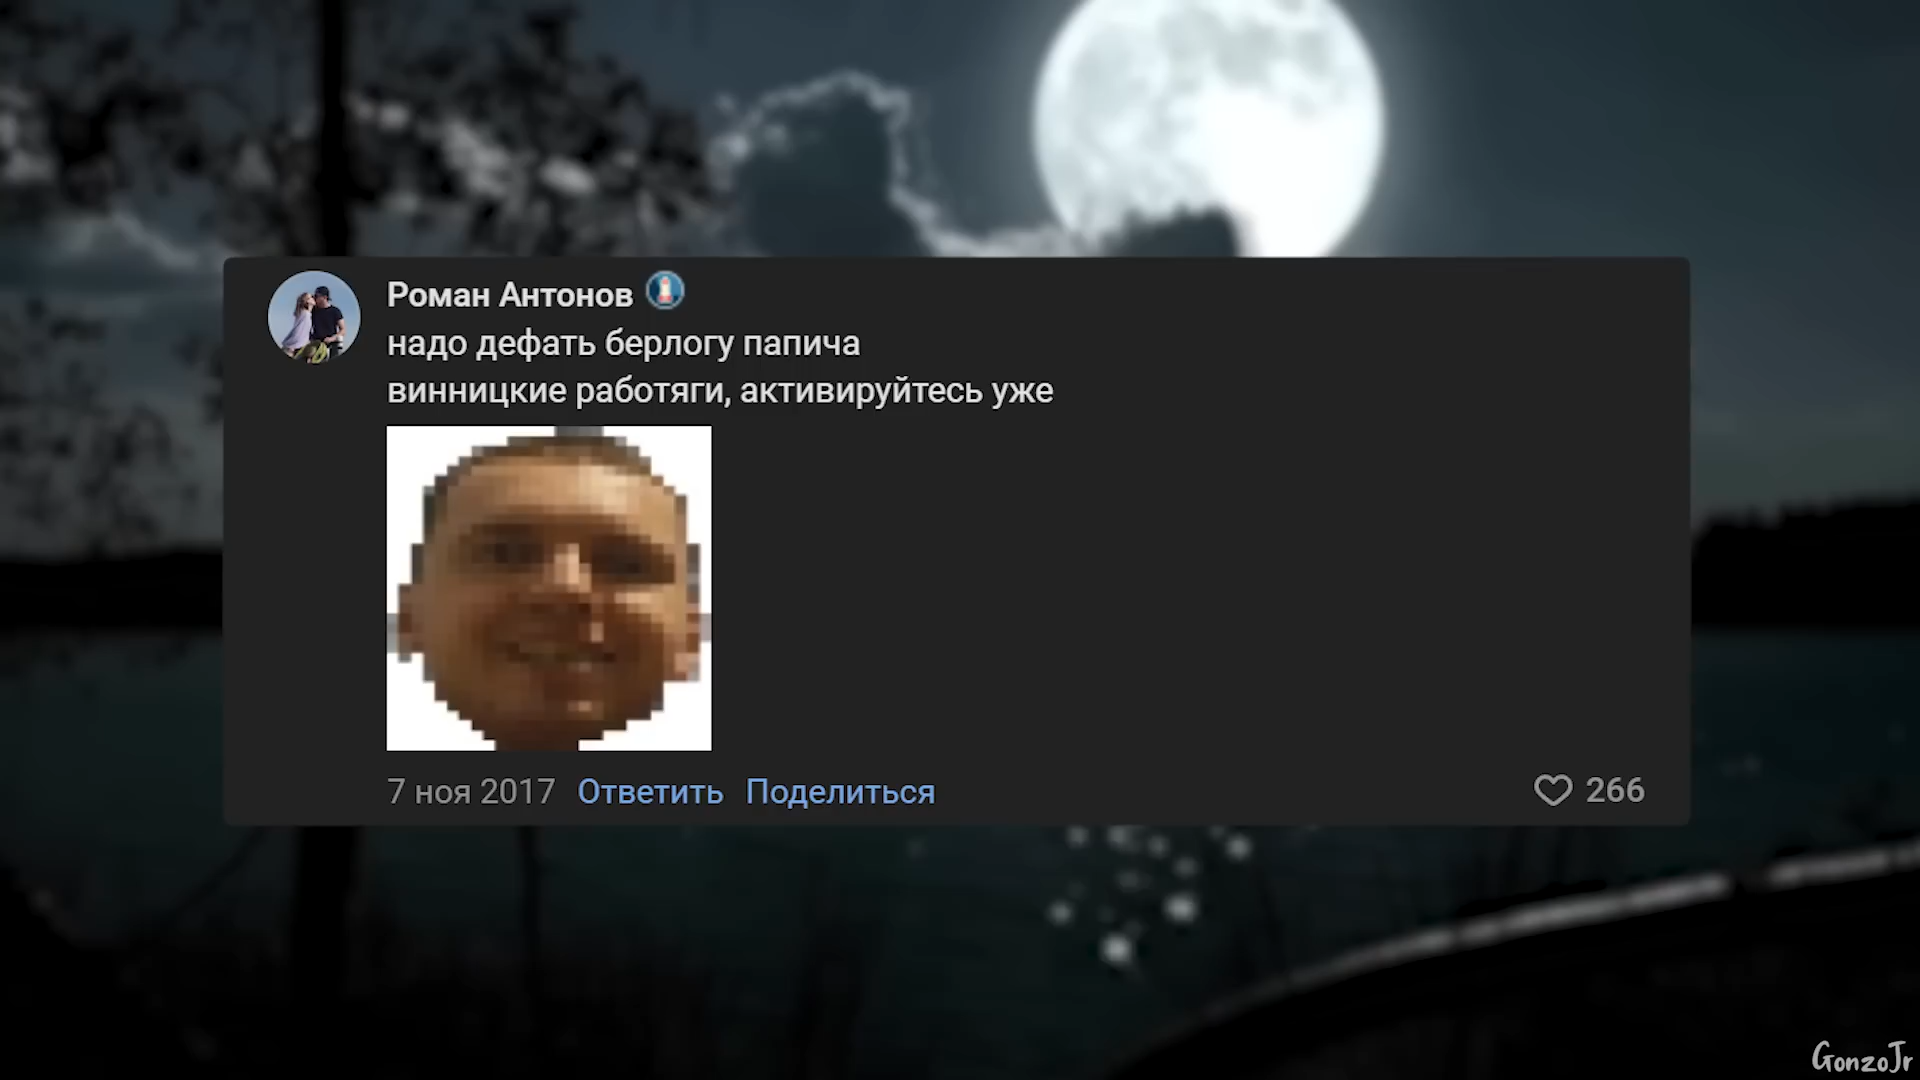 Роман Антонов
надо дефать берлогу папича
винницкие работяги, активируйтесь уже
7 ноя 2017 Ответить Поделиться 266
GonzoJr